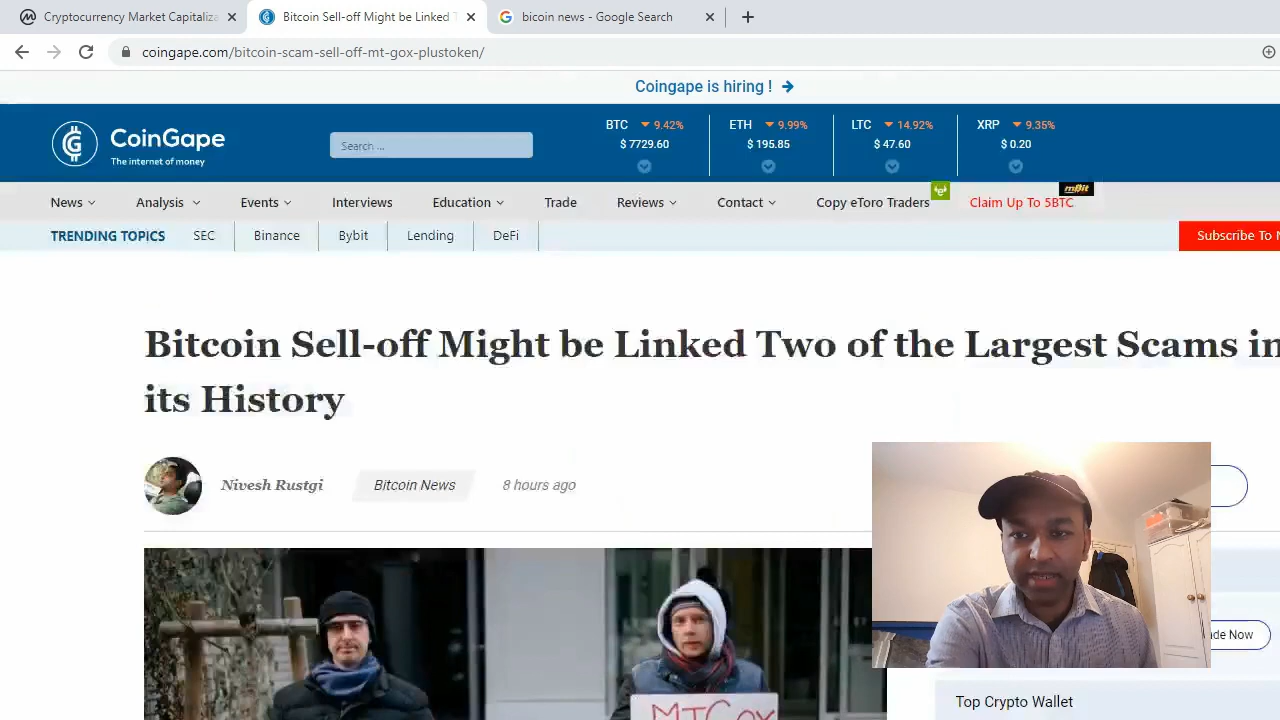 Cryptocurrency Market Capitaliza
Bitcoin Sell-off Might be Linked T
bicoin news - Google Search
coingape.com/bitcoin-scam-sell-off-mt-gox-plustoken/
Coingape is hiring !
CoinGape
The internet of money
Search ...
BTC 9.42%
$ 7729.60
ETH 9.99%
$ 195.85
LTC 14.92%
$ 47.60
XRP 9.35%
$ 0.20
News
Analysis
Events
Interviews
Education
Trade
Reviews
Contact
Copy eToro Traders
mBit
Claim Up To 5BTC
TRENDING TOPICS
SEC
Binance
Bybit
Lending
DeFi
Subscribe To N
Bitcoin Sell-off Might be Linked Two of the Largest Scams in
its History
Nivesh Rustgi
Bitcoin News
8 hours ago
MTGOX
de Now
Top Crypto Wallet